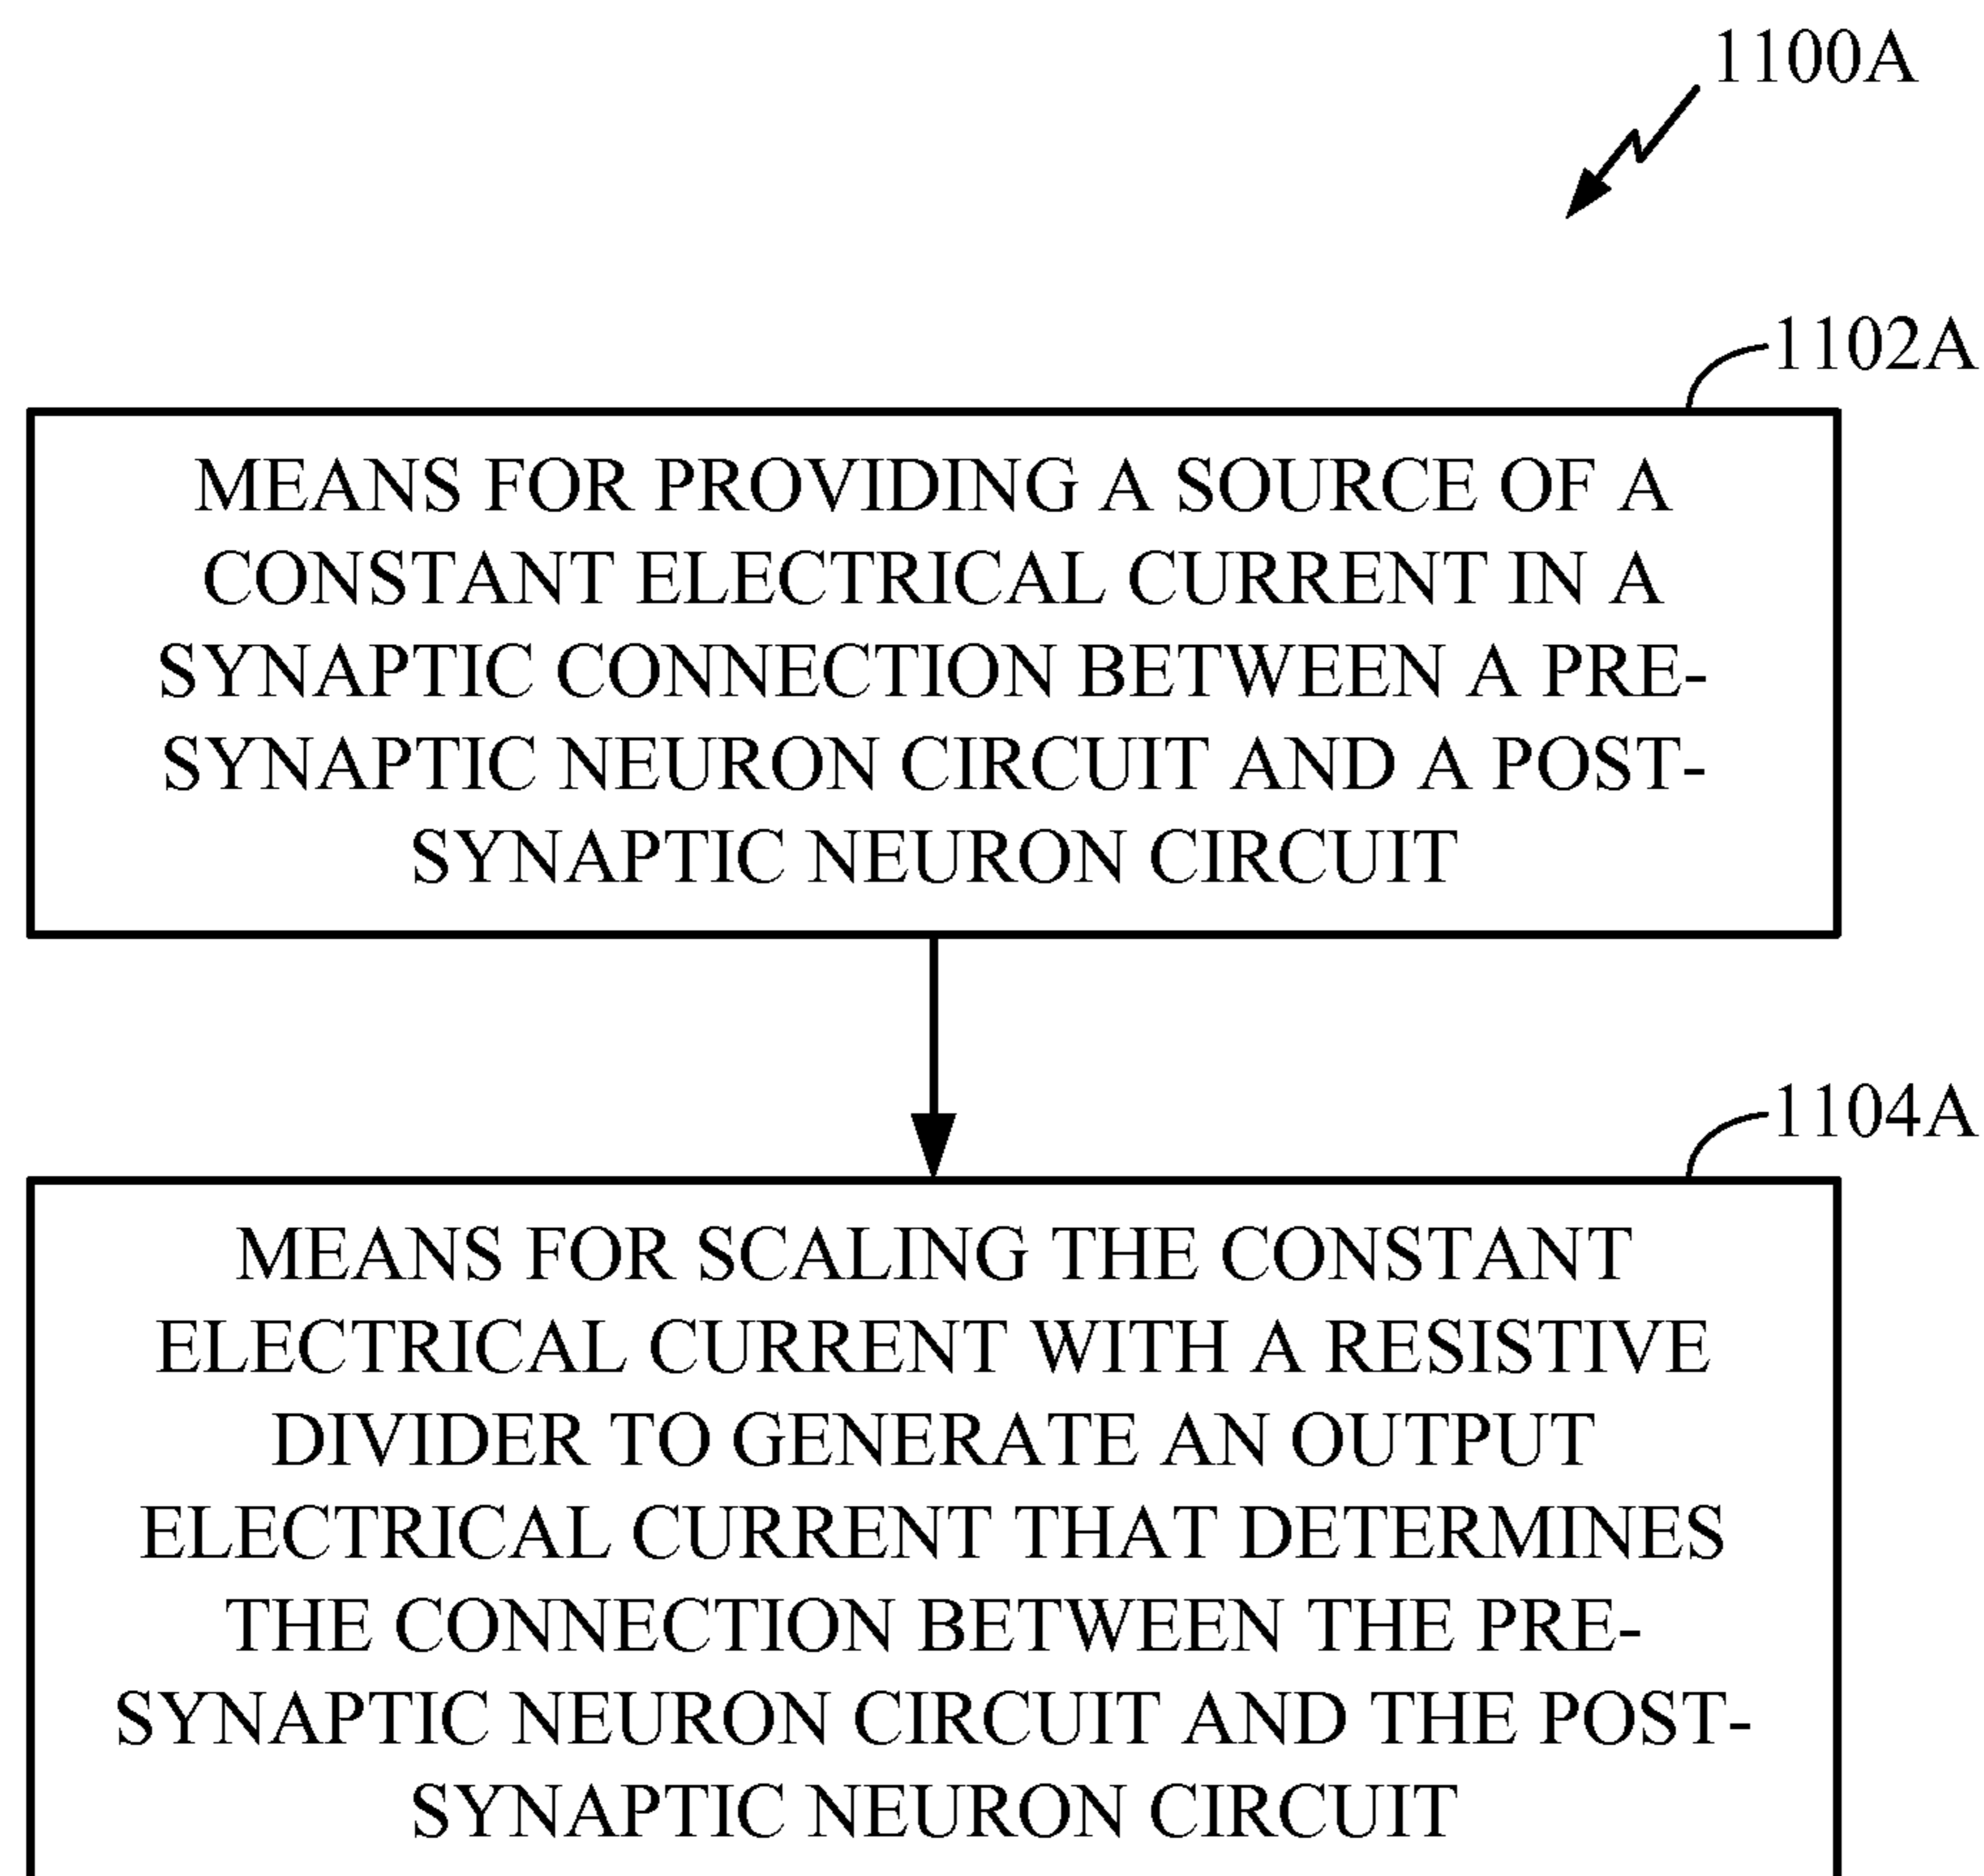 1100A
1102A
MEANS FOR PROVIDING A SOURCE OF A
CONSTANT ELECTRICAL CURRENT IN A
SYNAPTIC CONNECTION BETWEEN A PRE-
SYNAPTIC NEURON CIRCUIT AND A POST-
SYNAPTIC NEURON CIRCUIT
1104A
MEANS FOR SCALING THE CONSTANT
ELECTRICAL CURRENT WITH A RESISTIVE
DIVIDER TO GENERATE AN OUTPUT
ELECTRICAL CURRENT THAT DETERMINES
THE CONNECTION BETWEEN THE PRE-
SYNAPTIC NEURON CIRCUIT AND THE POST-
SYNAPTIC NEURON CIRCUIT